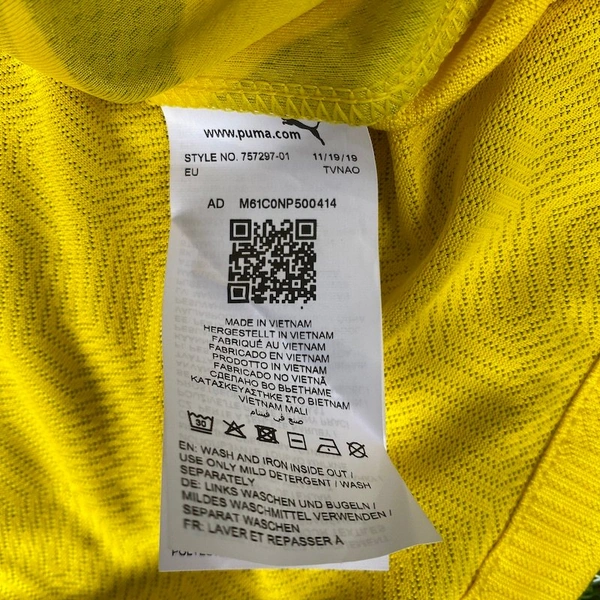 www.puma.com
STYLE NO. 757297-01 11/19/19
EU TVNAO
AD M61C0NP500414
MADE IN VIETNAM
HERGESTELLT IN VIETNAM
FABRIQUÉ AU VIETNAM
FABRICADO EN VIETNAM
PRODOTTO IN VIETNAM
FABRICADO NO VIETNÃ
СДЕЛАНО ВО ВЬЕТНАМЕ
ΚΑΤΑΣΚΕΥΑΣΤΗΚΕ ΣΤΟ ΒΙΕΤΝΑΜ
VIETNAM MALI
صنع في فيتنام
30
EN: WASH AND IRON INSIDE OUT /
USE ONLY MILD DETERGENT / WASH
SEPARATELY
DE: LINKS WASCHEN UND BUGELN /
MILDES WASCHMITTEL VERWENDEN /
SEPARAT WASCHEN
FR: LAVER ET REPASSER A